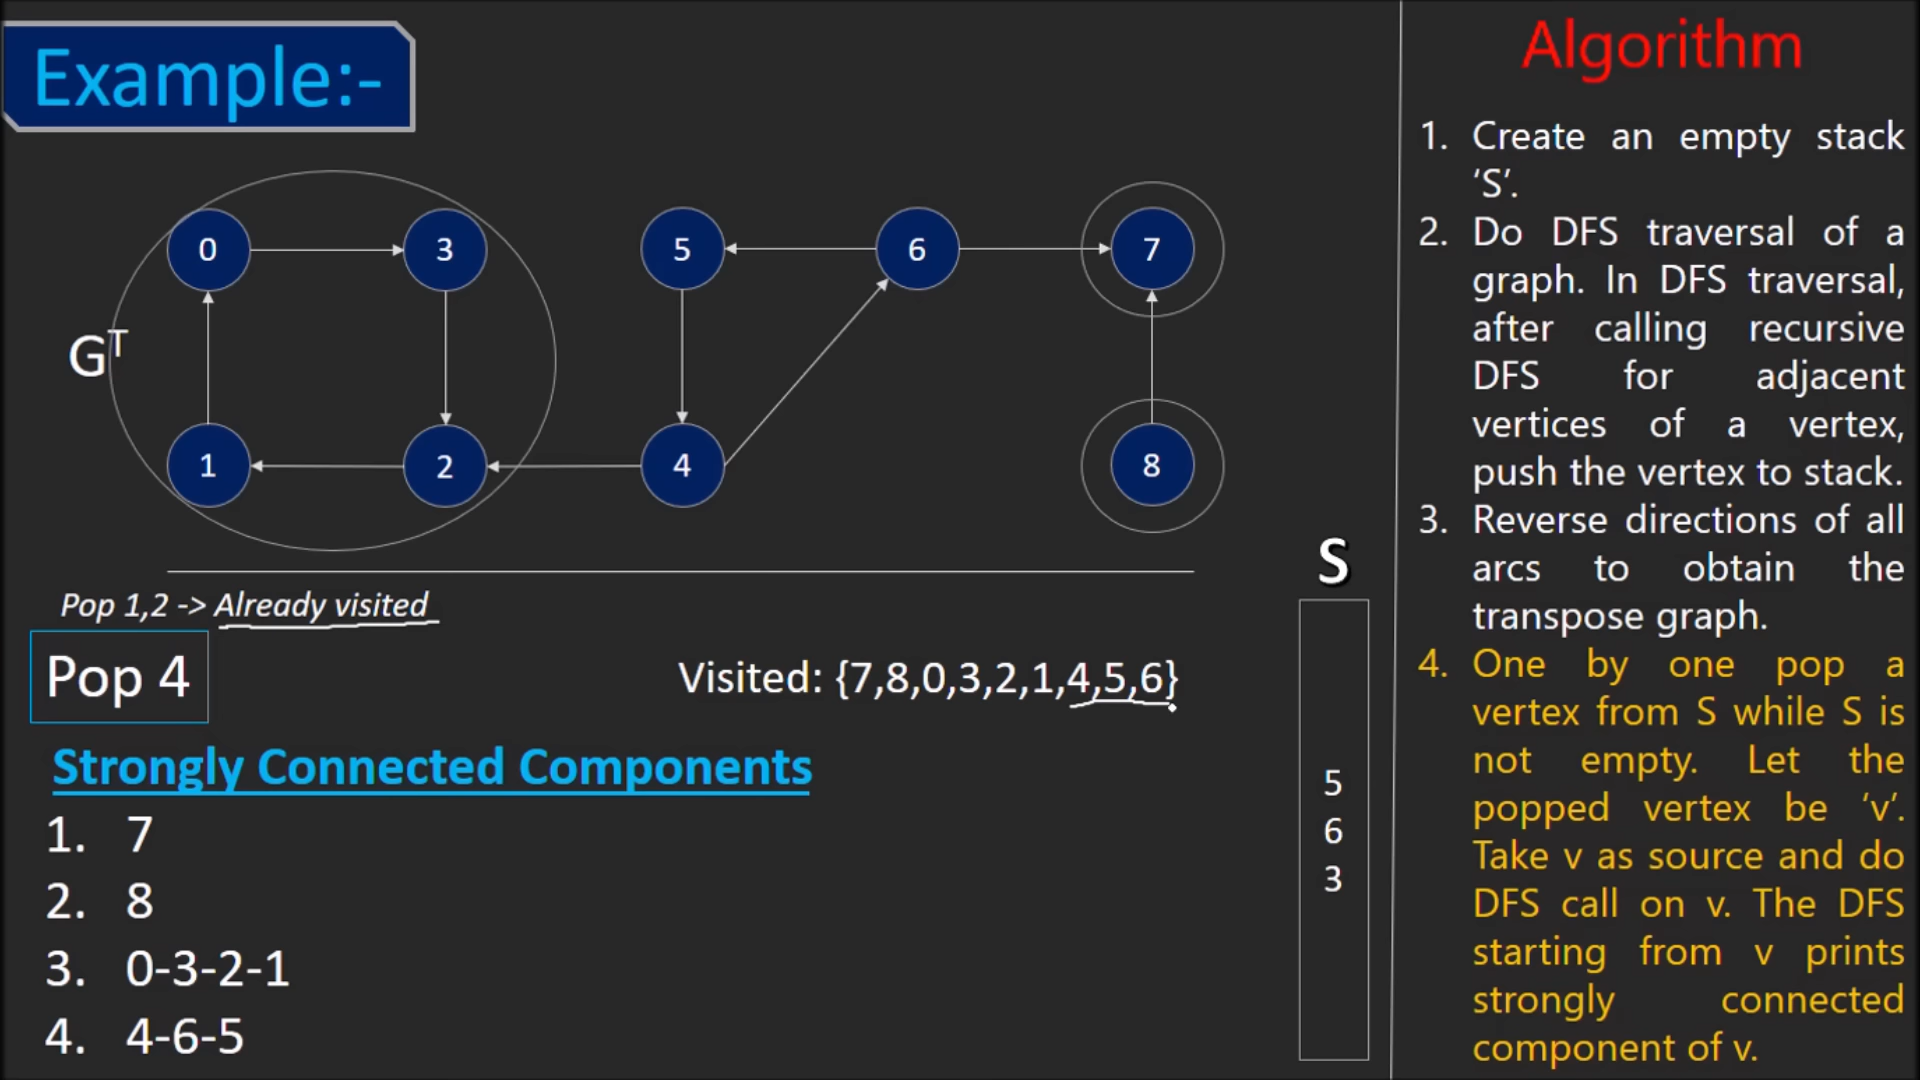 Example:-
0
3
5
6
7
G^T
1
2
4
8
Pop 1,2 -> Already visited
Pop 4
Visited: {7,8,0,3,2,1,4,5,6}
Strongly Connected Components
1. 7
2. 8
3. 0-3-2-1
4. 4-6-5
S
5
6
3
Algorithm
1. Create an empty stack
‘S’.
2. Do DFS traversal of a
graph. In DFS traversal,
after calling recursive
DFS for adjacent
vertices of a vertex,
push the vertex to stack.
3. Reverse directions of all
arcs to obtain the
transpose graph.
4. One by one pop a
vertex from S while S is
not empty. Let the
popped vertex be ‘v’.
Take v as source and do
DFS call on v. The DFS
starting from v prints
strongly connected
component of v.